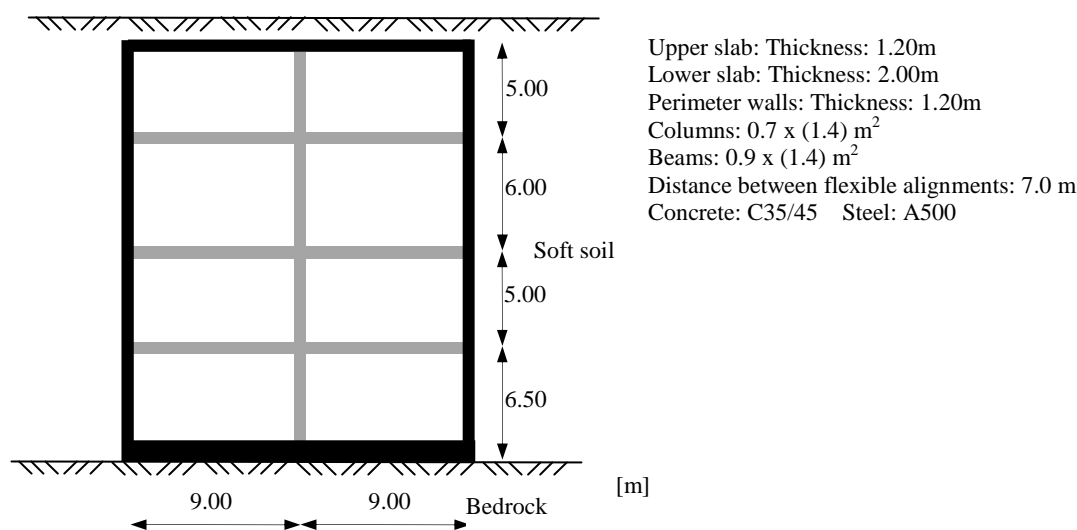 Upper slab: Thickness: 1.20m
Lower slab: Thickness: 2.00m
Perimeter walls: Thickness: 1.20m
Columns: 0.7 x (1.4) m²
Beams: 0.9 x (1.4) m²
Distance between flexible alignments: 7.0 m
Concrete: C35/45 Steel: A500
5.00
6.00
Soft soil
5.00
6.50
[m]
9.00
9.00
Bedrock